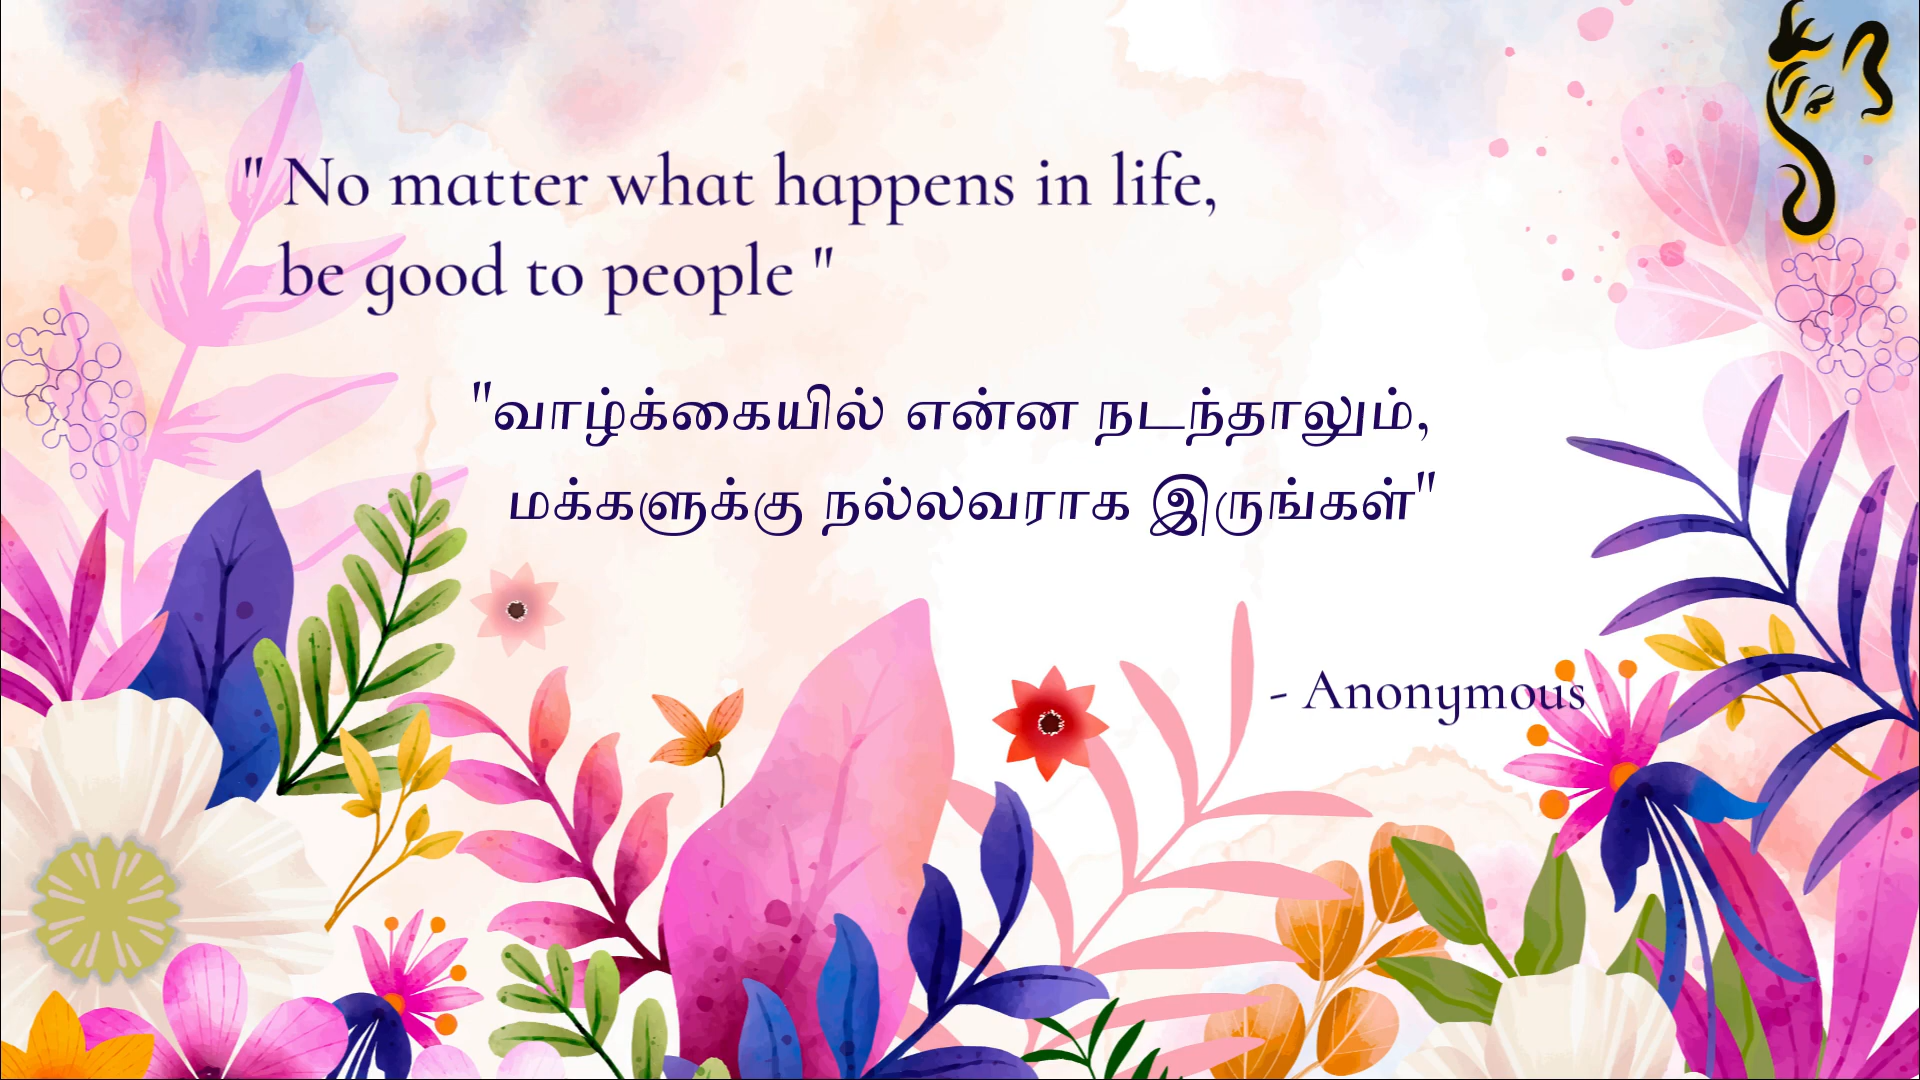 " No matter what happens in life,
be good to people "
"வாழ்க்கையில் என்ன நடந்தாலும்,
மக்களுக்கு நல்லவராக இருங்கள்"
- Anonymous